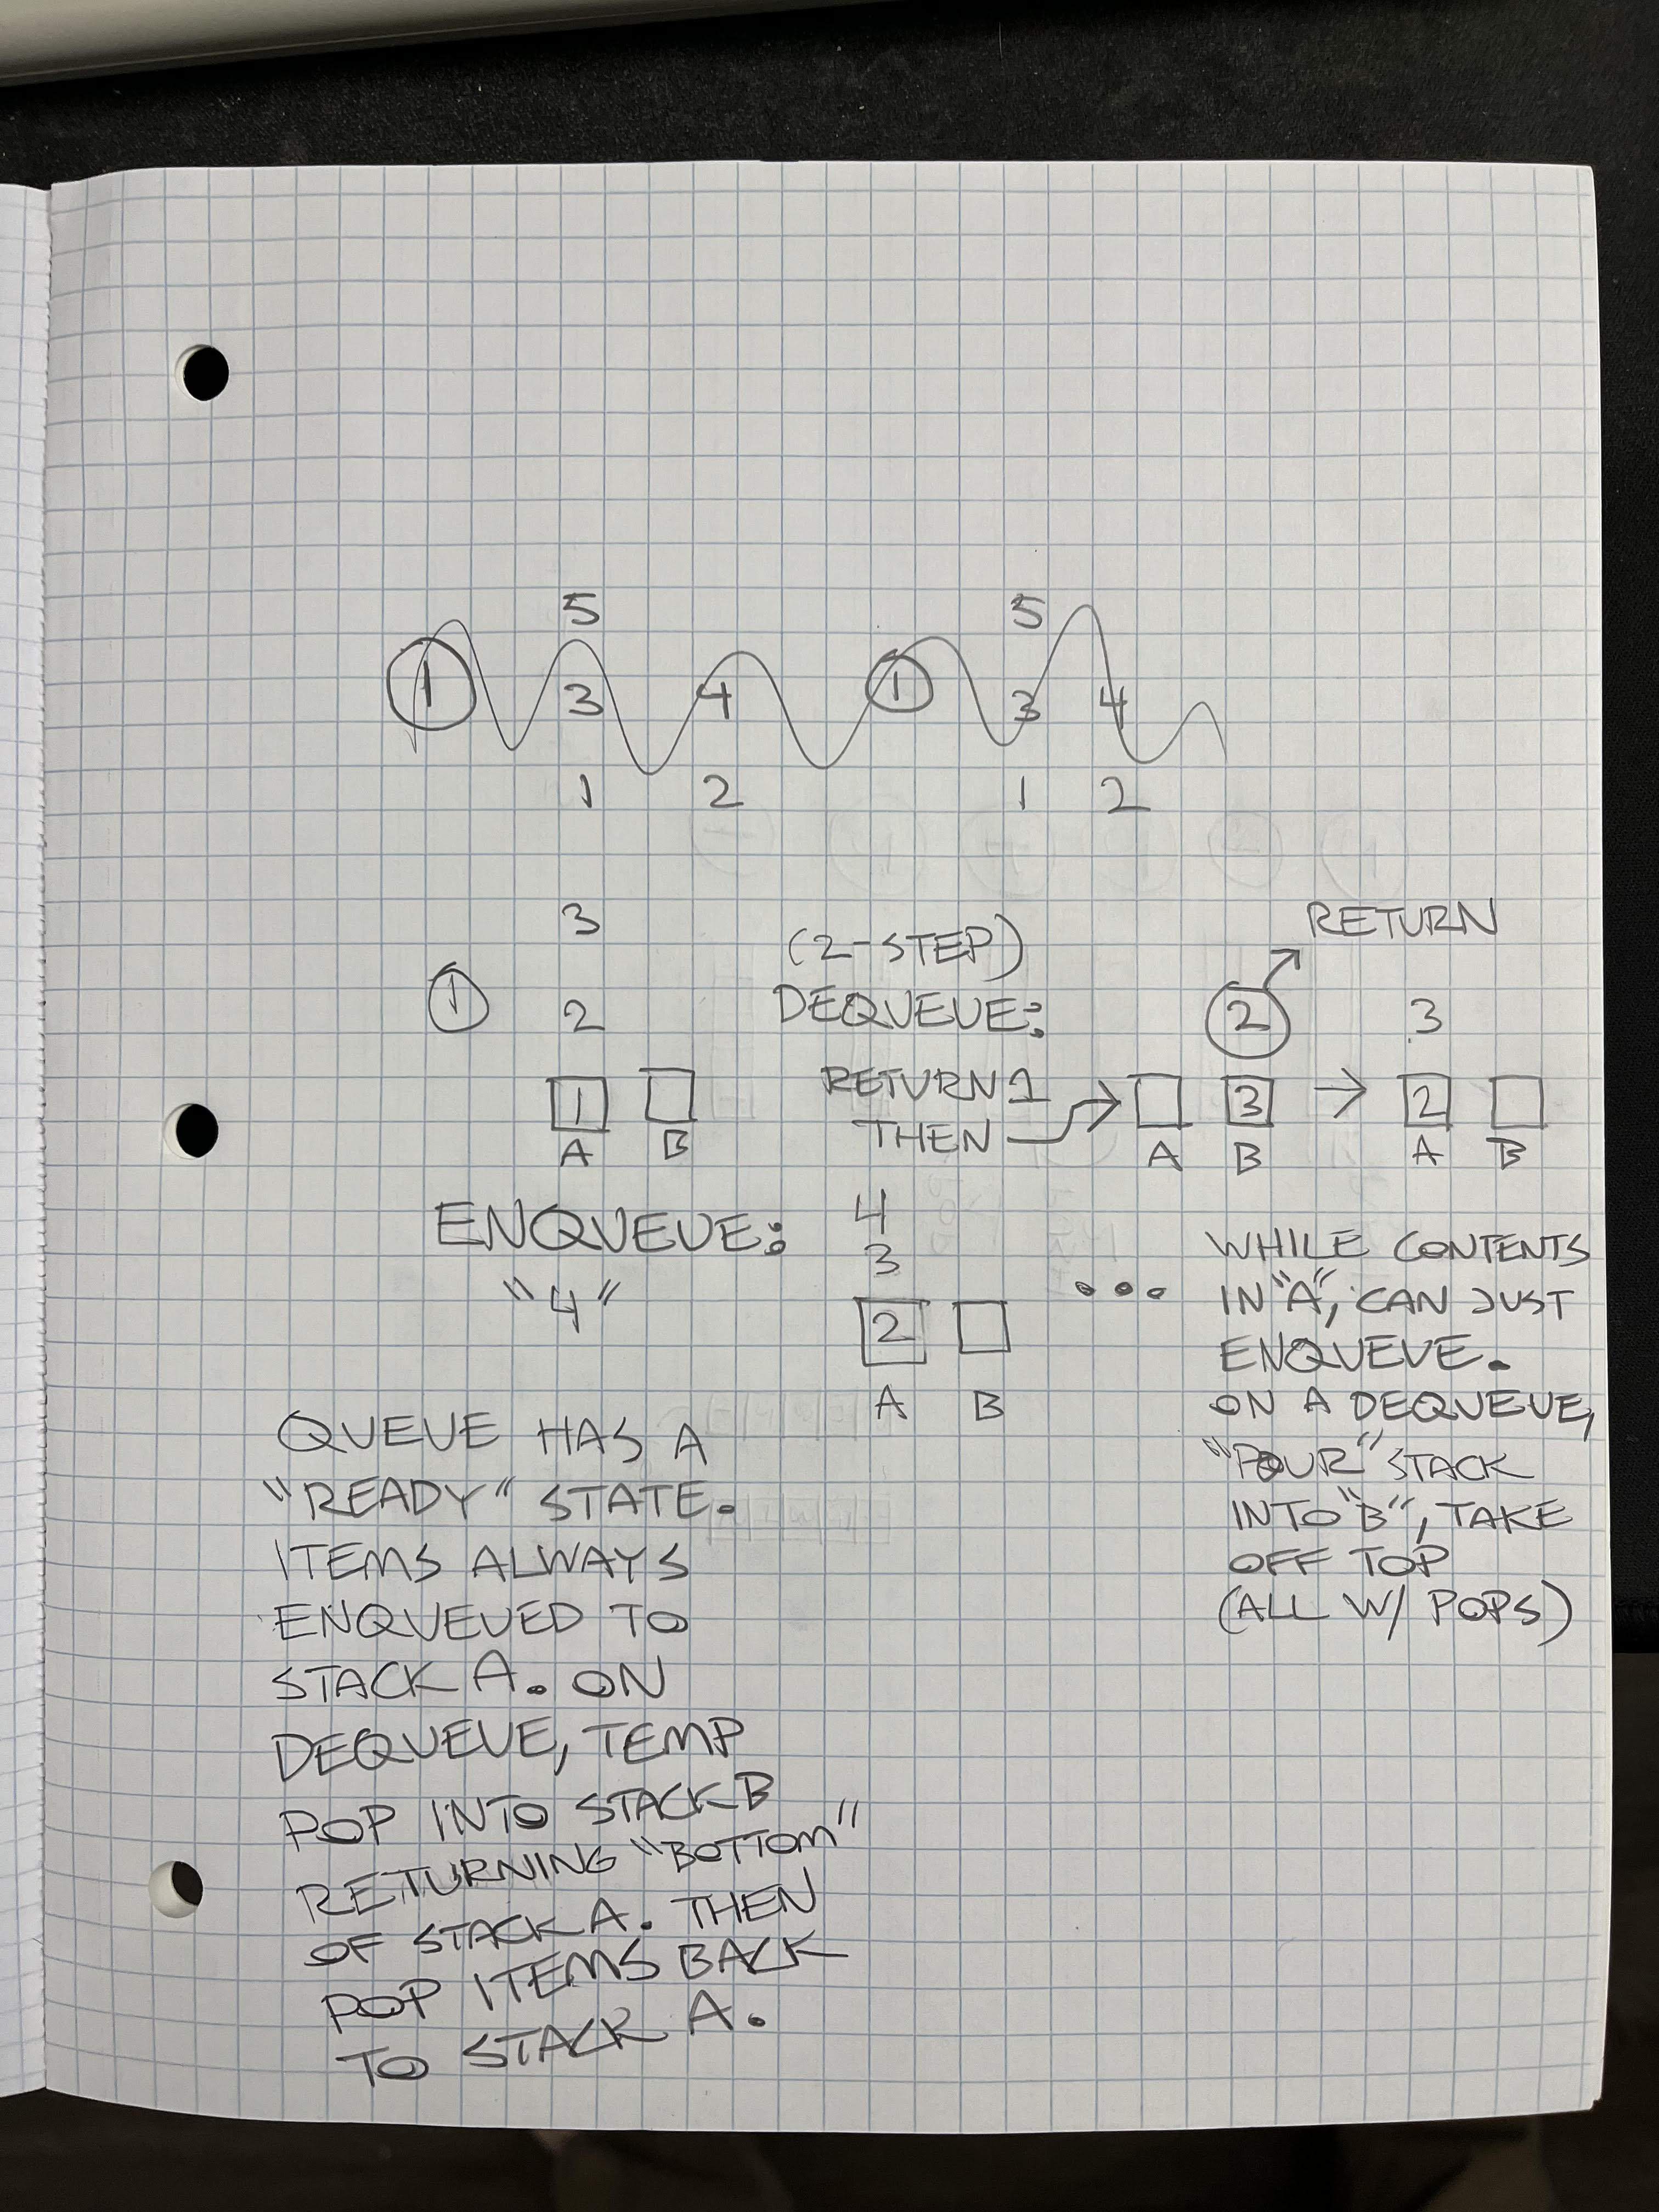 5 5
1 3 4 1 3 4
1 2 1 2
3
1 2
1
A B
(2-STEP)
DEQUEUE:
RETURN 1
THEN
RETURN
2 3
3 2
A B A B
ENQUEUE:
"4"
4
3
2
A B
...
WHILE CONTENTS
IN "A", CAN JUST
ENQUEUE.
ON A DEQUEUE,
"POUR" STACK
INTO "B", TAKE
OFF TOP
(ALL W/ POPS)
QUEUE HAS A
"READY" STATE.
ITEMS ALWAYS
ENQUEUED TO
STACK A. ON
DEQUEUE, TEMP
POP INTO STACK B
RETURNING "BOTTOM"
OF STACK A. THEN
POP ITEMS BACK
TO STACK A.